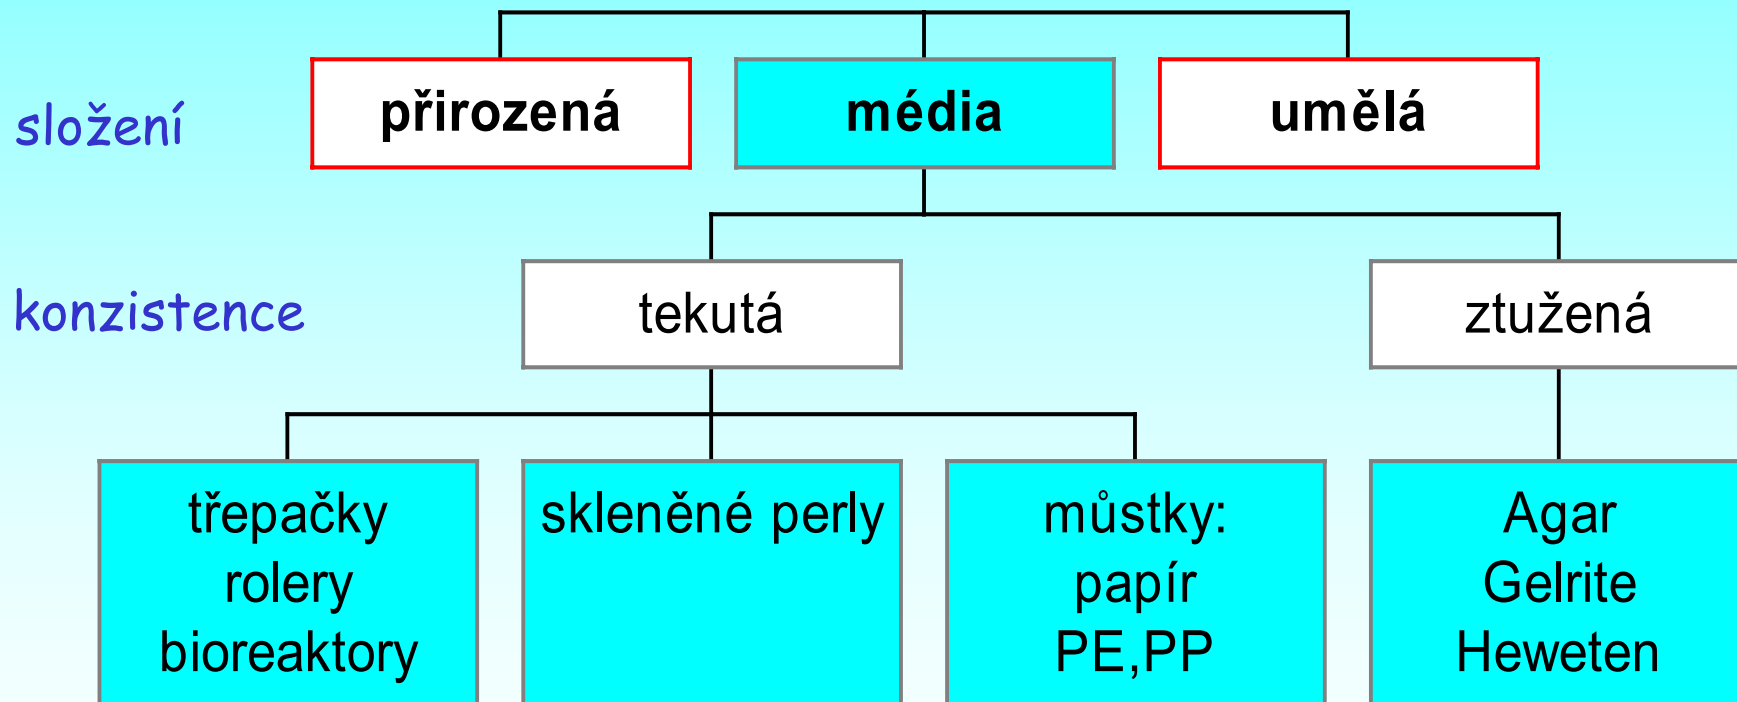 složení
přirozená
média
umělá
konzistence
tekutá
ztužená
třepačky
rolery
bioreaktory
skleněné perly
můstky:
papír
PE,PP
Agar
Gelrite
Heweten